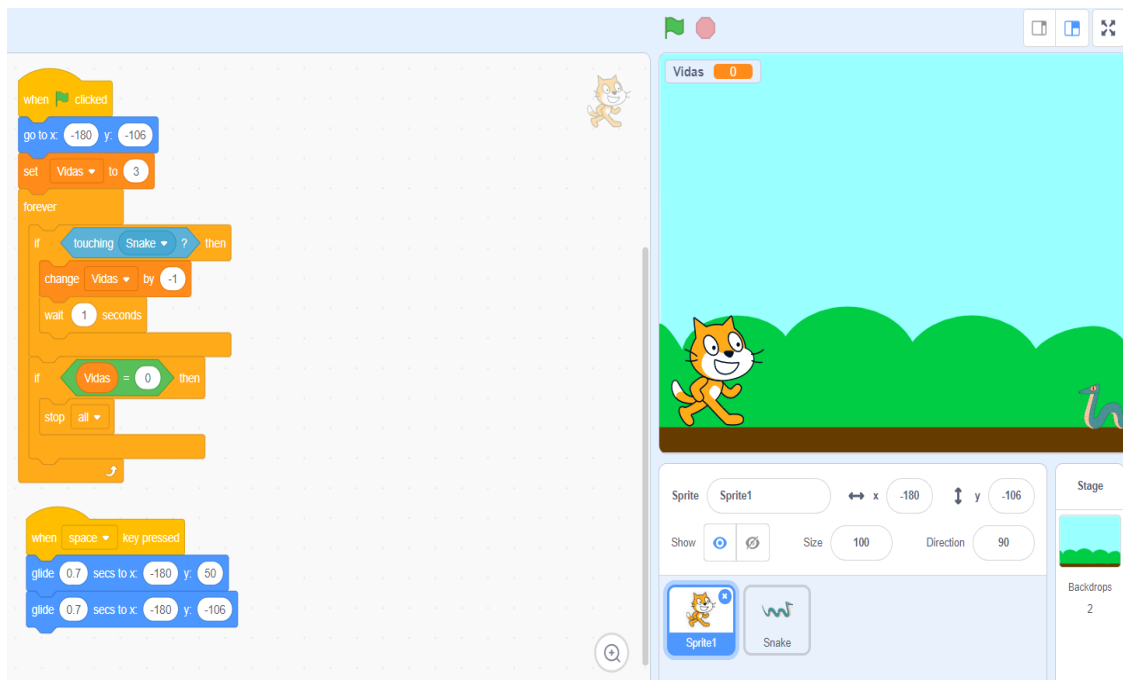 when clicked
go to x: -180 y: -106
set Vidas to 3
forever
if touching Snake ? then
change Vidas by -1
wait 1 seconds
if Vidas = 0 then
stop all
when space key pressed
glide 0.7 secs to x: -180 y: 50
glide 0.7 secs to x: -180 y: -106
Vidas 0
Sprite Sprite1 x -180 y -106
Show Size 100 Direction 90
Sprite1
Snake
Stage
Backdrops
2